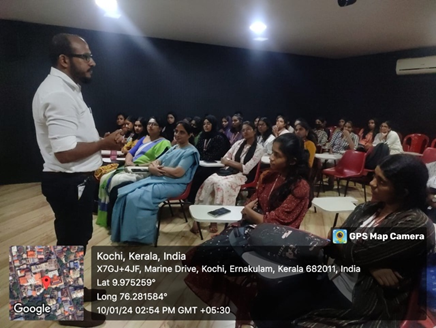 GPS Map Camera
Kochi, Kerala, India
X7GJ+4JF, Marine Drive, Kochi, Ernakulam, Kerala 682011, India
Lat 9.975259°
Long 76.281584°
10/01/24 02:54 PM GMT +05:30
Google